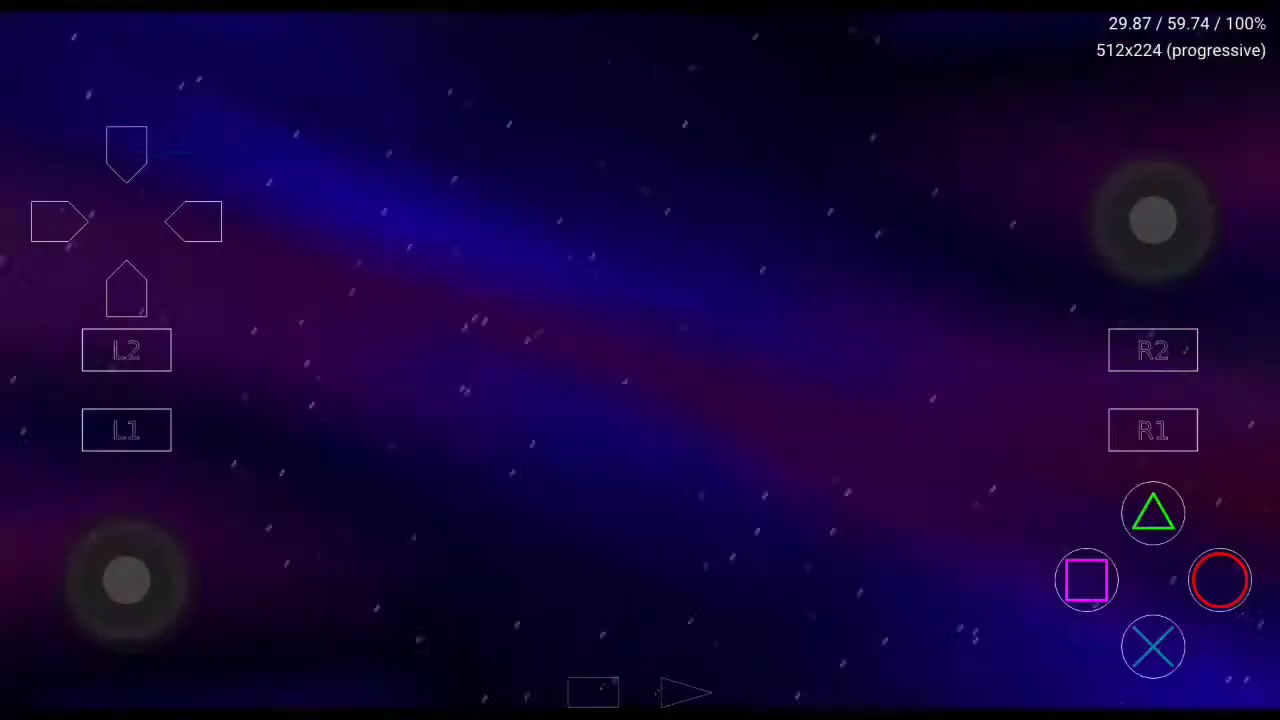 29.87 / 59.74 / 100%
512x224 (progressive)
L2
R2
L1
R1